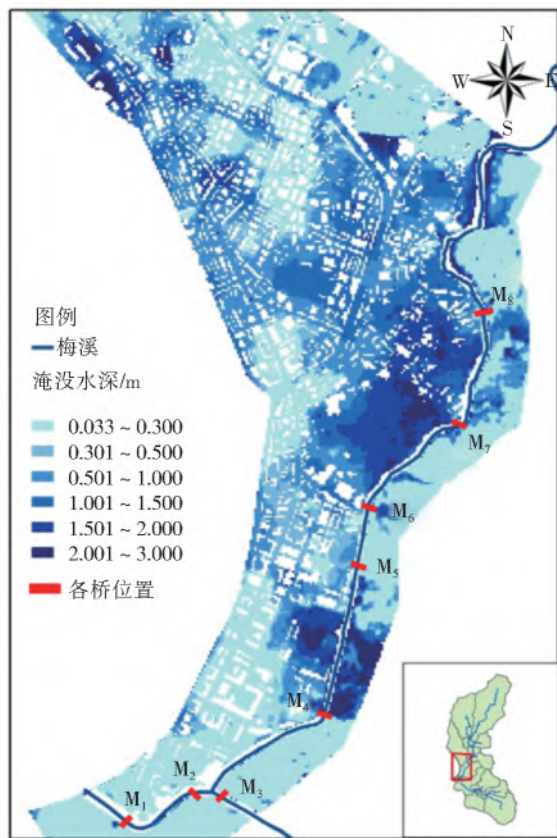 N
W E
S
M₈
图例
梅溪
淹没水深/m
0.033 ~ 0.300
0.301 ~ 0.500
0.501 ~ 1.000
1.001 ~ 1.500
1.501 ~ 2.000
2.001 ~ 3.000
各桥位置
M₇
M₆
M₅
M₄
M₂
M₃
M₁